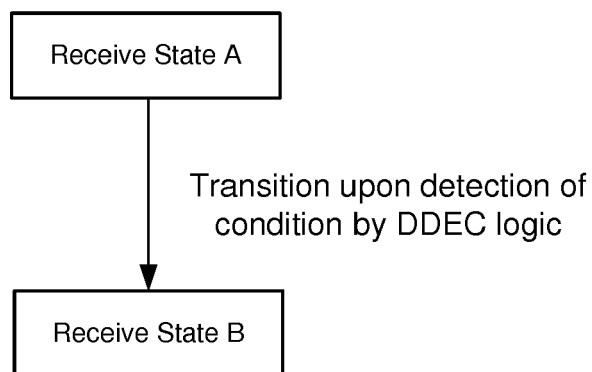 Receive State A
Transition upon detection of
condition by DDEC logic
Receive State B